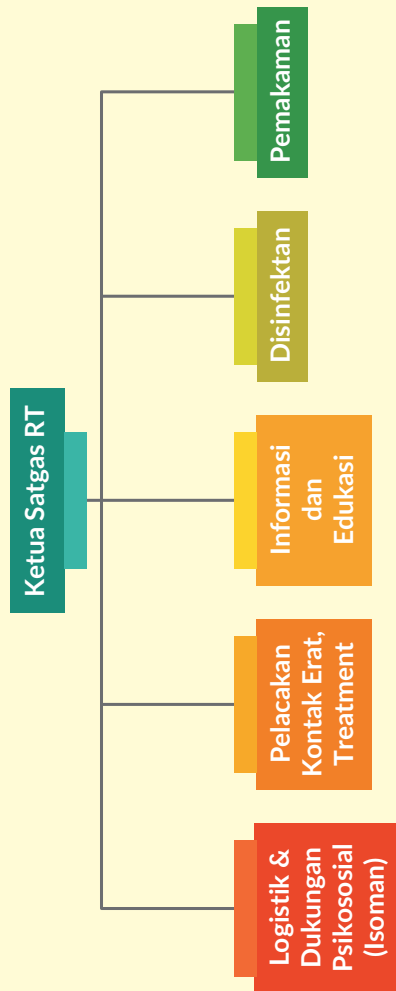 Ketua Satgas RT
Logistik &
Dukungan
Psikososial
(Isoman)
Pelacakan
Kontak Erat,
Treatment
Informasi
dan
Edukasi
Disinfektan
Pemakaman